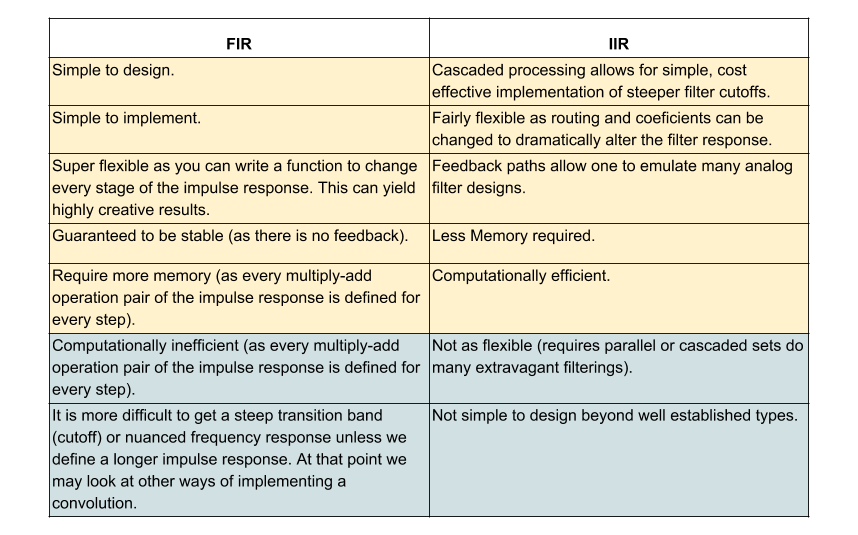 FIR
IIR
Simple to design.
Cascaded processing allows for simple, cost
effective implementation of steeper filter cutoffs.
Simple to implement.
Fairly flexible as routing and coeficients can be
changed to dramatically alter the filter response.
Super flexible as you can write a function to change
every stage of the impulse response. This can yield
highly creative results.
Feedback paths allow one to emulate many analog
filter designs.
Guaranteed to be stable (as there is no feedback).
Less Memory required.
Require more memory (as every multiply-add
operation pair of the impulse response is defined for
every step).
Computationally efficient.
Computationally inefficient (as every multiply-add
operation pair of the impulse response is defined for
every step).
Not as flexible (requires parallel or cascaded sets do
many extravagant filterings).
It is more difficult to get a steep transition band
(cutoff) or nuanced frequency response unless we
define a longer impulse response. At that point we
may look at other ways of implementing a
convolution.
Not simple to design beyond well established types.